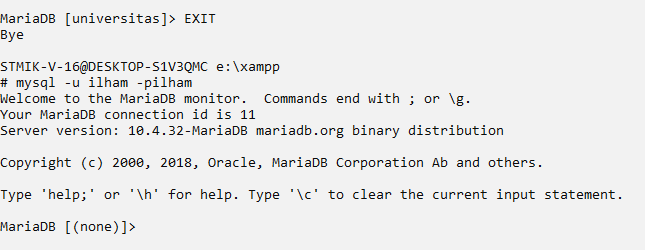 MariaDB [universitas]> EXIT
Bye
STMIK-V-16@DESKTOP-S1V3QMC e:\xampp
# mysql -u ilham -pilham
Welcome to the MariaDB monitor.  Commands end with ; or \g.
Your MariaDB connection id is 11
Server version: 10.4.32-MariaDB mariadb.org binary distribution
Copyright (c) 2000, 2018, Oracle, MariaDB Corporation Ab and others.
Type 'help;' or '\h' for help. Type '\c' to clear the current input statement.
MariaDB [(none)]>